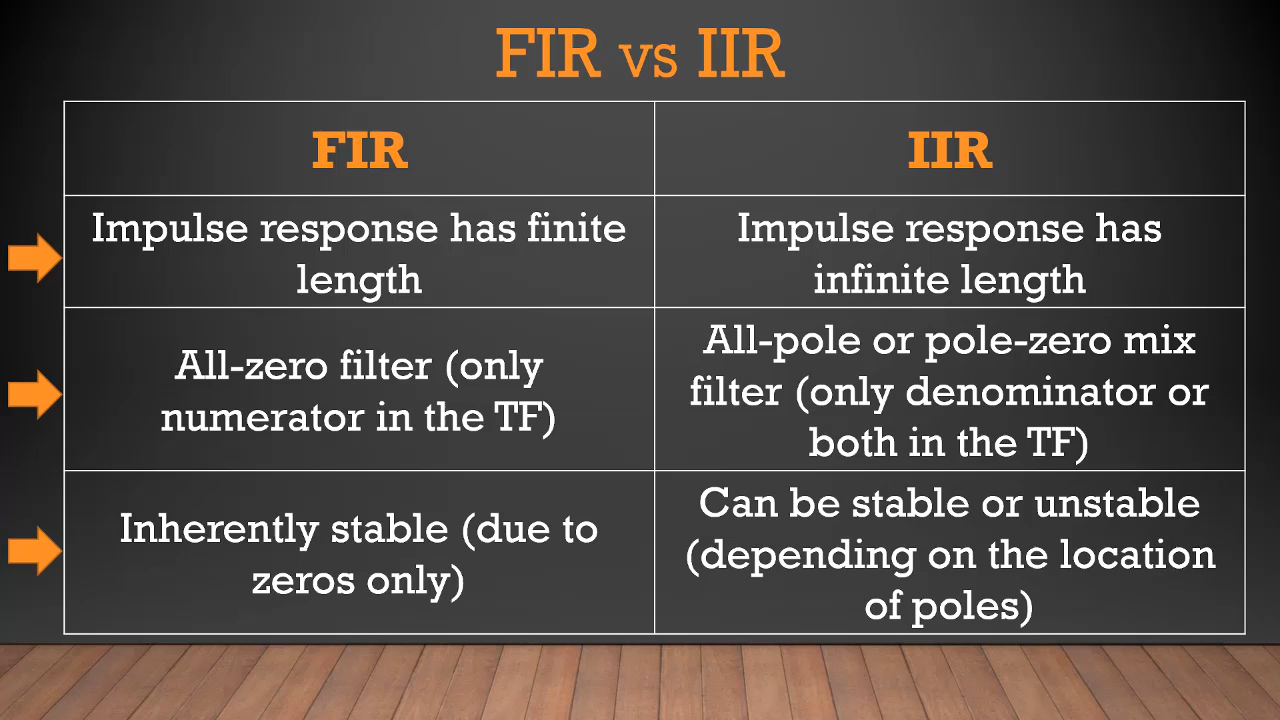 FIR vs IIR
FIR
IIR
Impulse response has finite
length
Impulse response has
infinite length
All-zero filter (only
numerator in the TF)
All-pole or pole-zero mix
filter (only denominator or
both in the TF)
Inherently stable (due to
zeros only)
Can be stable or unstable
(depending on the location
of poles)